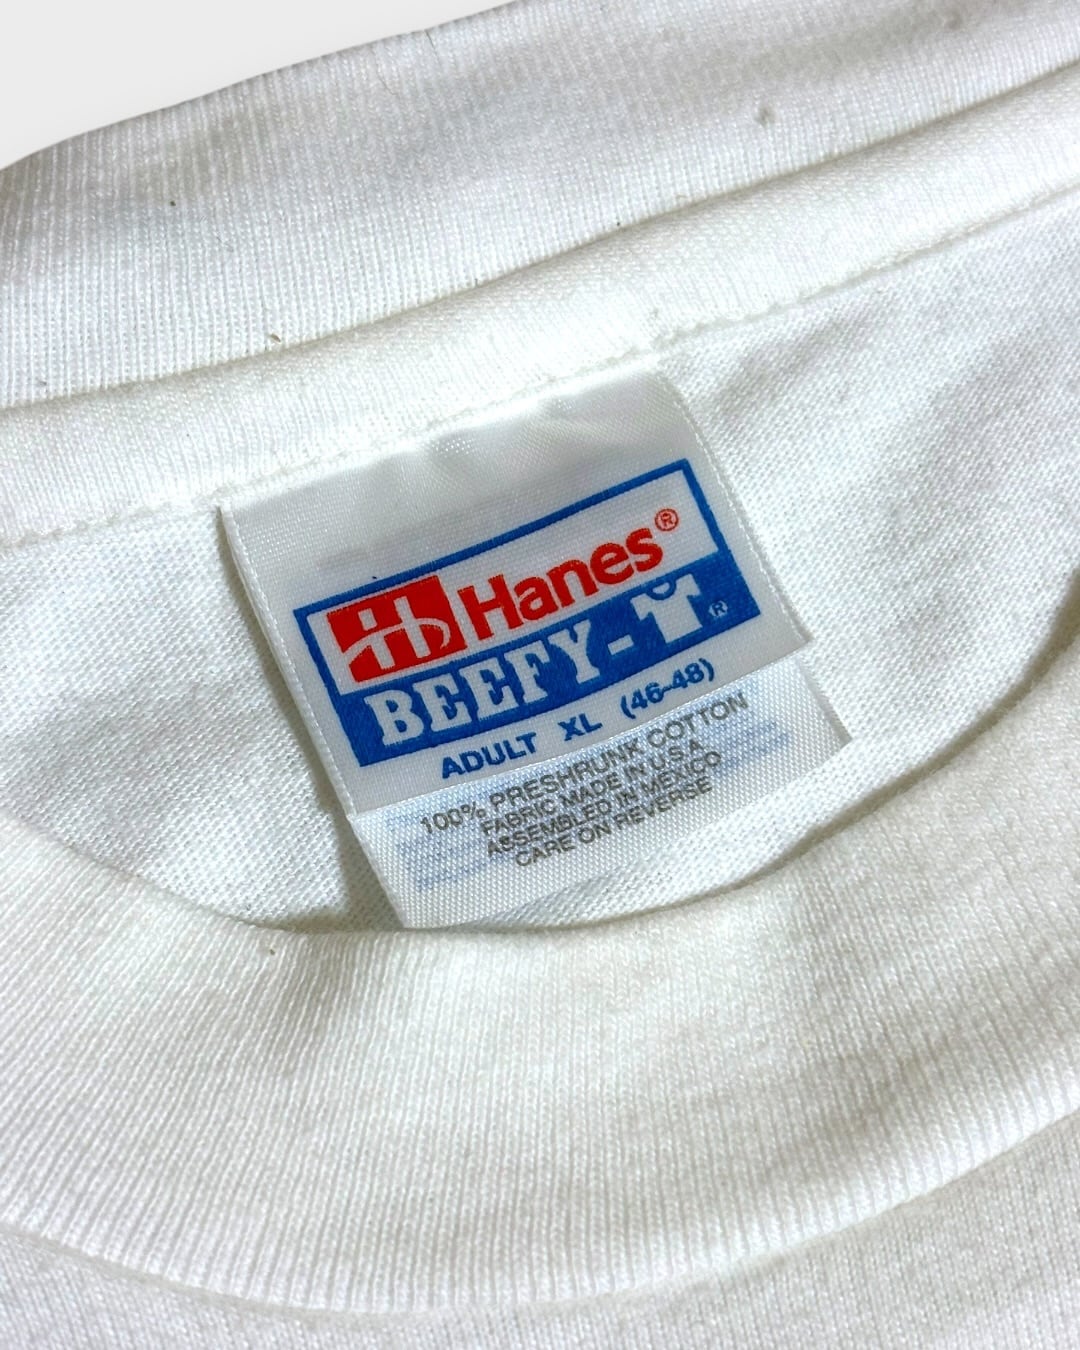 Hanes®
BEEFY-T®
ADULT XL (46-48)
100% PRESHRUNK COTTON
FABRIC MADE IN U.S.A.
ASSEMBLED IN MEXICO
CARE ON REVERSE